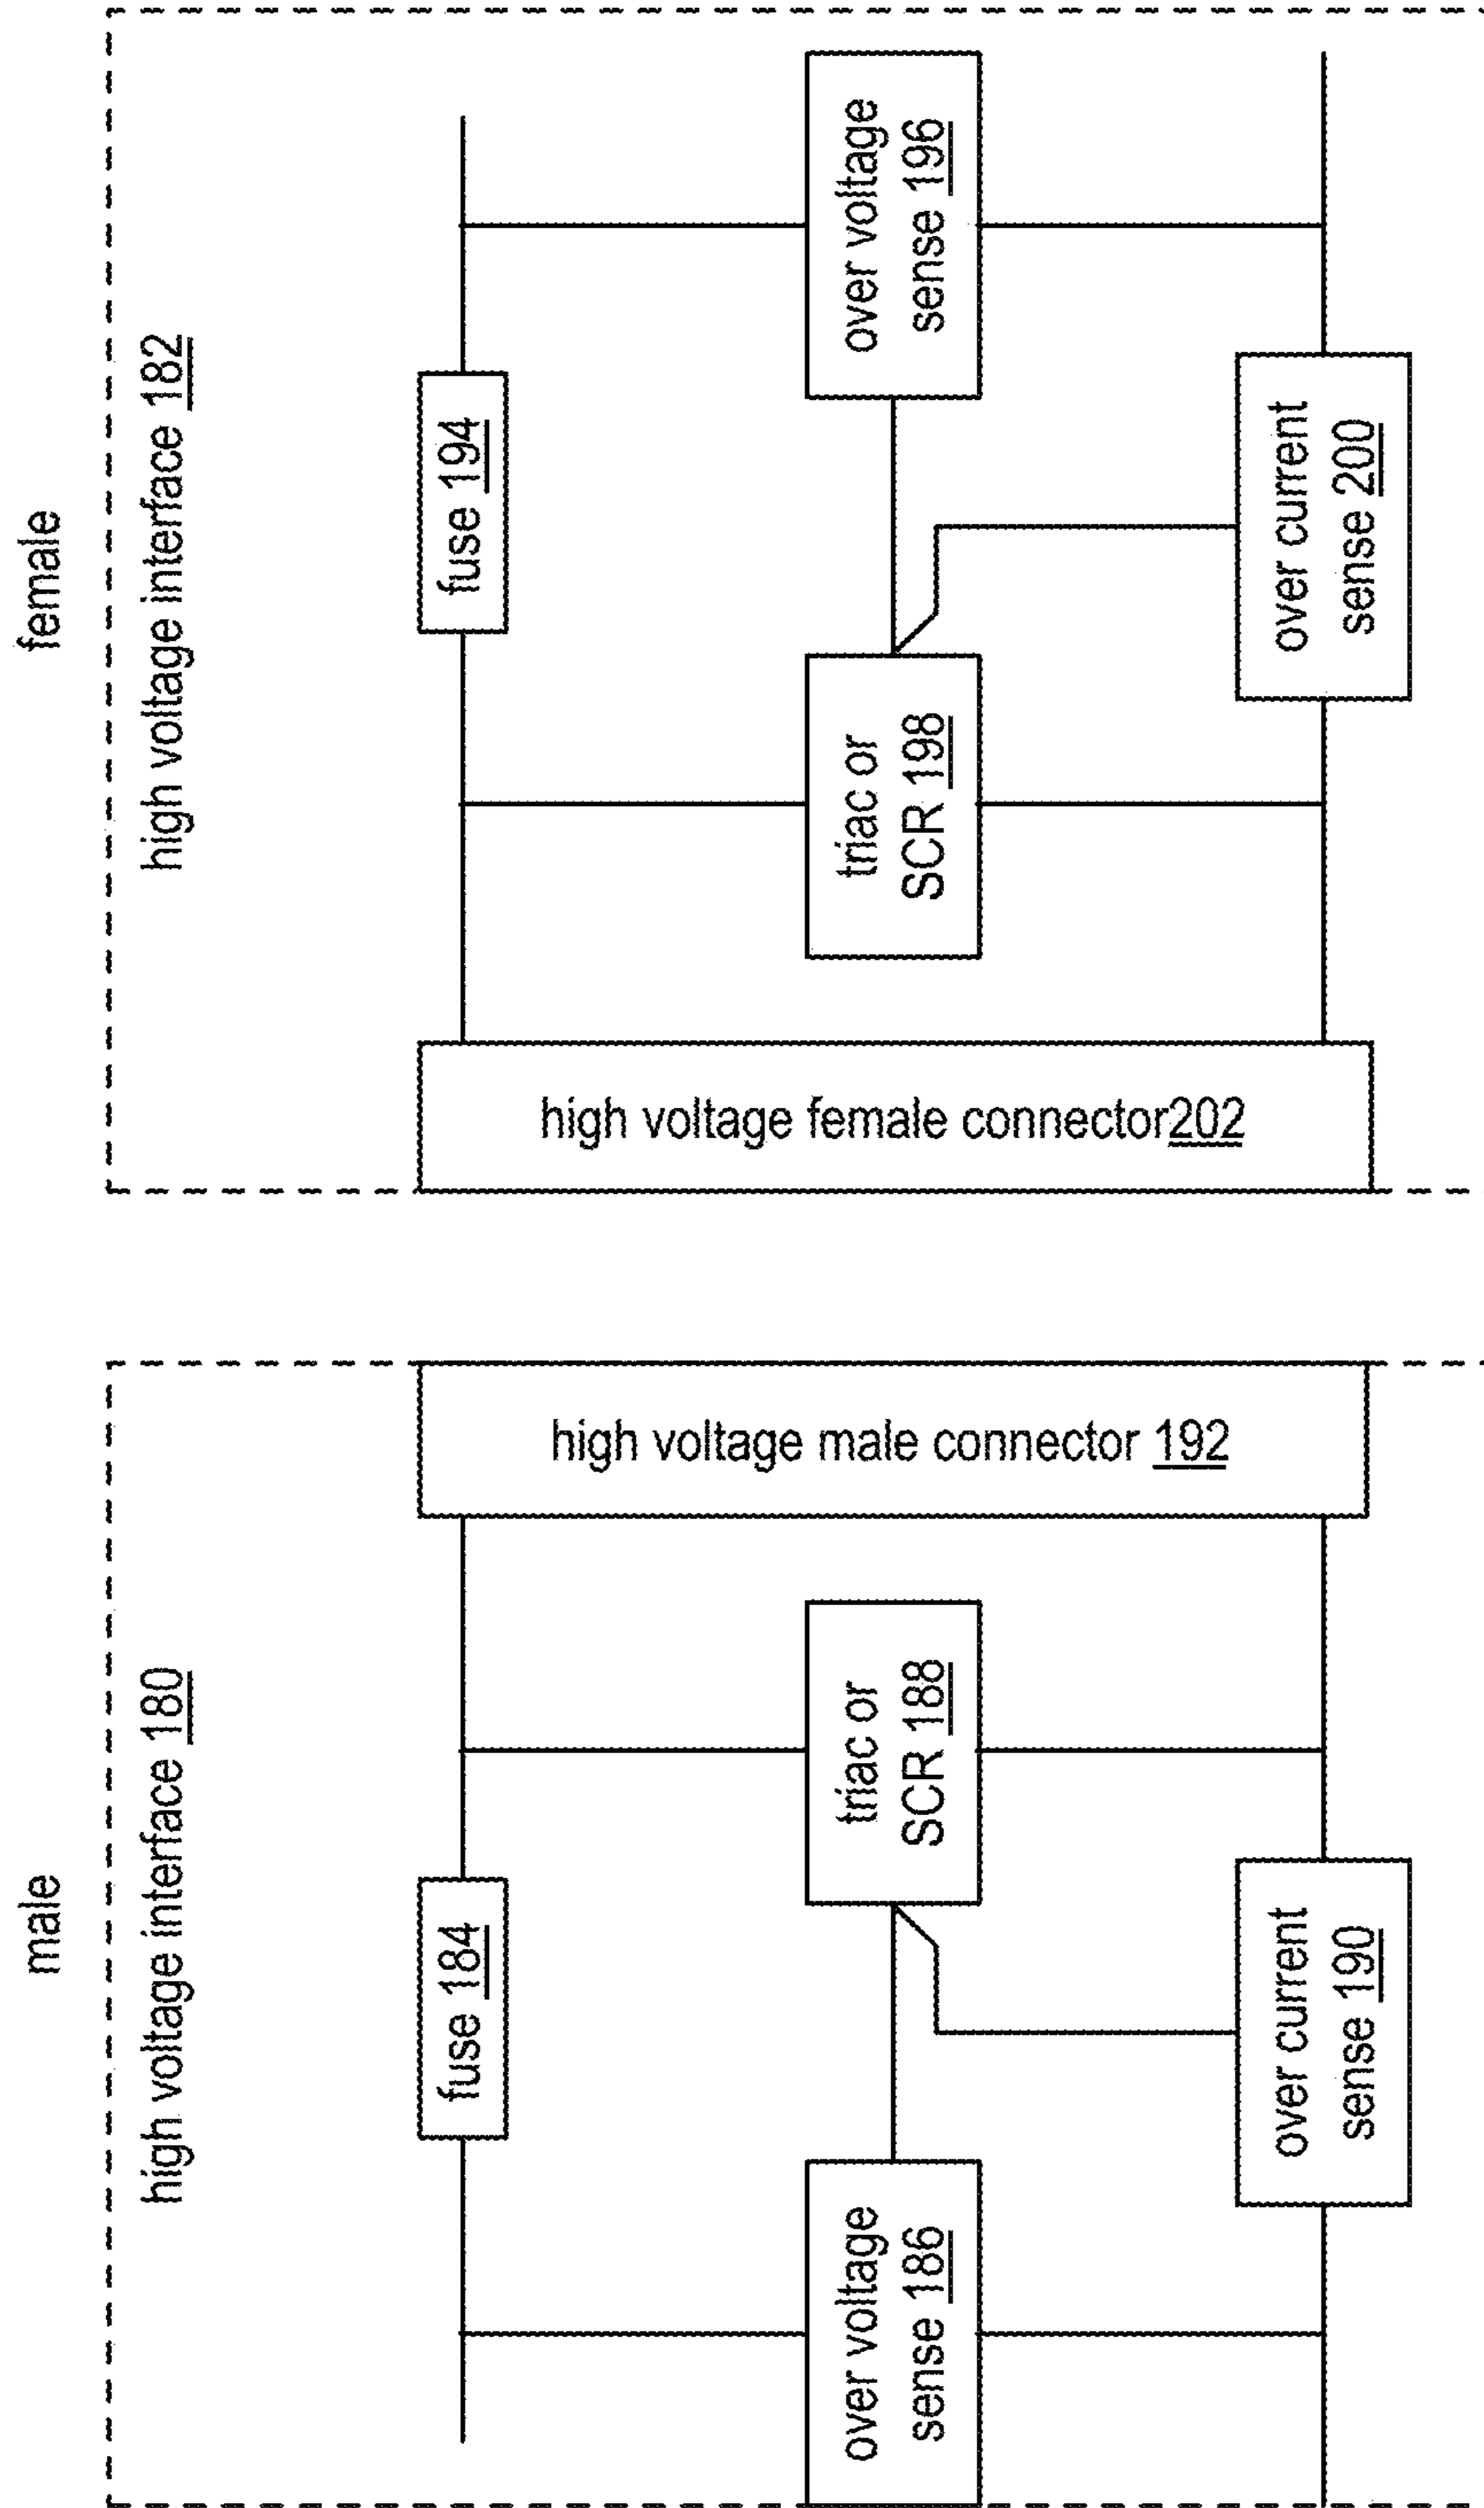 male
high voltage interface 180
fuse 184
over voltage
sense 186
triac or
SCR 188
over current
sense 190
high voltage male connector 192
female
high voltage interface 182
high voltage female connector202
fuse 194
triac or
SCR 198
over voltage
sense 196
over current
sense 200